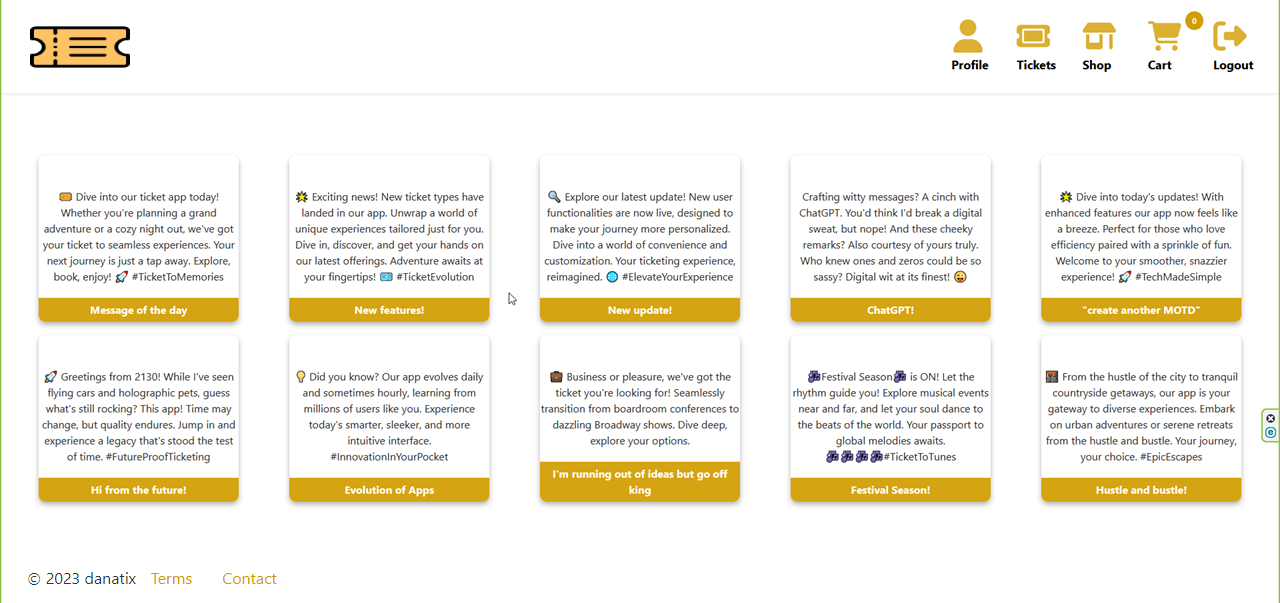 0
Profile
Tickets
Shop
Cart
Logout
🎟️ Dive into our ticket app today!
Whether you're planning a grand
adventure or a cozy night out, we've got
your ticket to seamless experiences. Your
next journey is just a tap away. Explore,
book, enjoy! 🚀 #TicketToMemories
Message of the day
🌟 Exciting news! New ticket types have
landed in our app. Unwrap a world of
unique experiences tailored just for you.
Dive in, discover, and get your hands on
our latest offerings. Adventure awaits at
your fingertips! 🎫 #TicketEvolution
New features!
🔍 Explore our latest update! New user
functionalities are now live, designed to
make your journey more personalized.
Dive into a world of convenience and
customization. Your ticketing experience,
reimagined. 🌐 #ElevateYourExperience
New update!
Crafting witty messages? A cinch with
ChatGPT. You'd think I'd break a digital
sweat, but nope! And these cheeky
remarks? Also courtesy of yours truly.
Who knew ones and zeros could be so
sassy? Digital wit at its finest! 😜
ChatGPT!
🌟 Dive into today's updates! With
enhanced features our app now feels like
a breeze. Perfect for those who love
efficiency paired with a sprinkle of fun.
Welcome to your smoother, snazzier
experience! 🚀 #TechMadeSimple
"create another MOTD"
🚀 Greetings from 2130! While I've seen
flying cars and holographic pets, guess
what's still rocking? This app! Time may
change, but quality endures. Jump in and
experience a legacy that's stood the test
of time. #FutureProofTicketing
Hi from the future!
💡 Did you know? Our app evolves daily
and sometimes hourly, learning from
millions of users like you. Experience
today's smarter, sleeker, and more
intuitive interface.
#InnovationInYourPocket
Evolution of Apps
💼 Business or pleasure, we've got the
ticket you're looking for! Seamlessly
transition from boardroom conferences to
dazzling Broadway shows. Dive deep,
explore your options.
I'm running out of ideas but go off
king
🎶Festival Season🎶 is ON! Let the
rhythm guide you! Explore musical events
near and far, and let your soul dance to
the beats of the world. Your passport to
global melodies awaits.
🎶🎶🎶🎶#TicketToTunes
Festival Season!
🌇 From the hustle of the city to tranquil
countryside getaways, our app is your
gateway to diverse experiences. Embark
on urban adventures or serene retreats
from the hustle and bustle. Your journey,
your choice. #EpicEscapes
Hustle and bustle!
© 2023 danatix Terms Contact